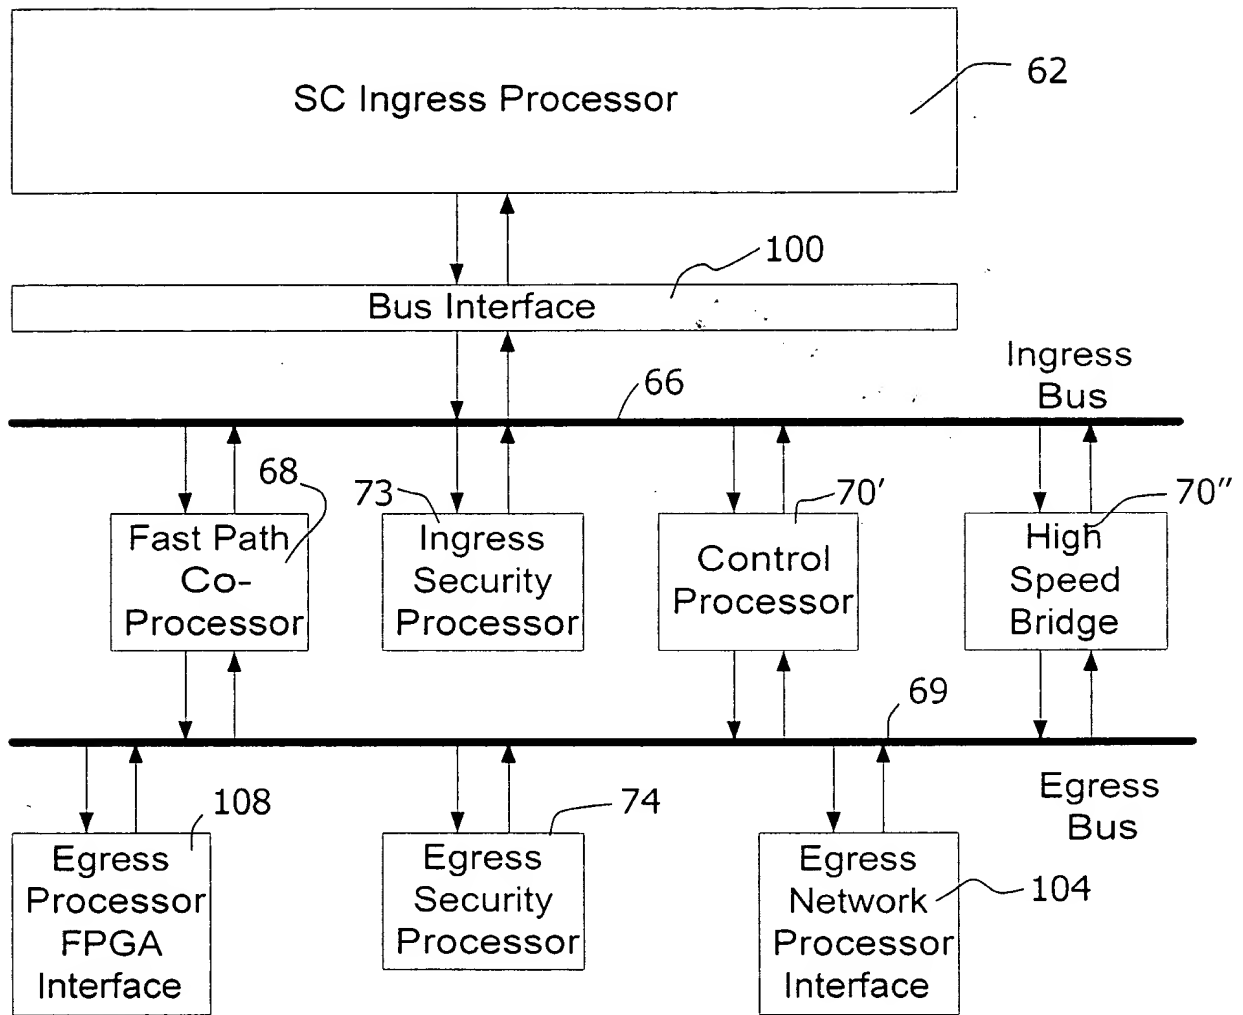 SC Ingress Processor
62
100
Bus Interface
Ingress
Bus
66
68
73
70'
70"
Fast Path
Co-
Processor
Ingress
Security
Processor
Control
Processor
High
Speed
Bridge
69
Egress
Bus
108
74
Egress
Processor
FPGA
Interface
Egress
Security
Processor
Egress
Network
Processor
Interface
104